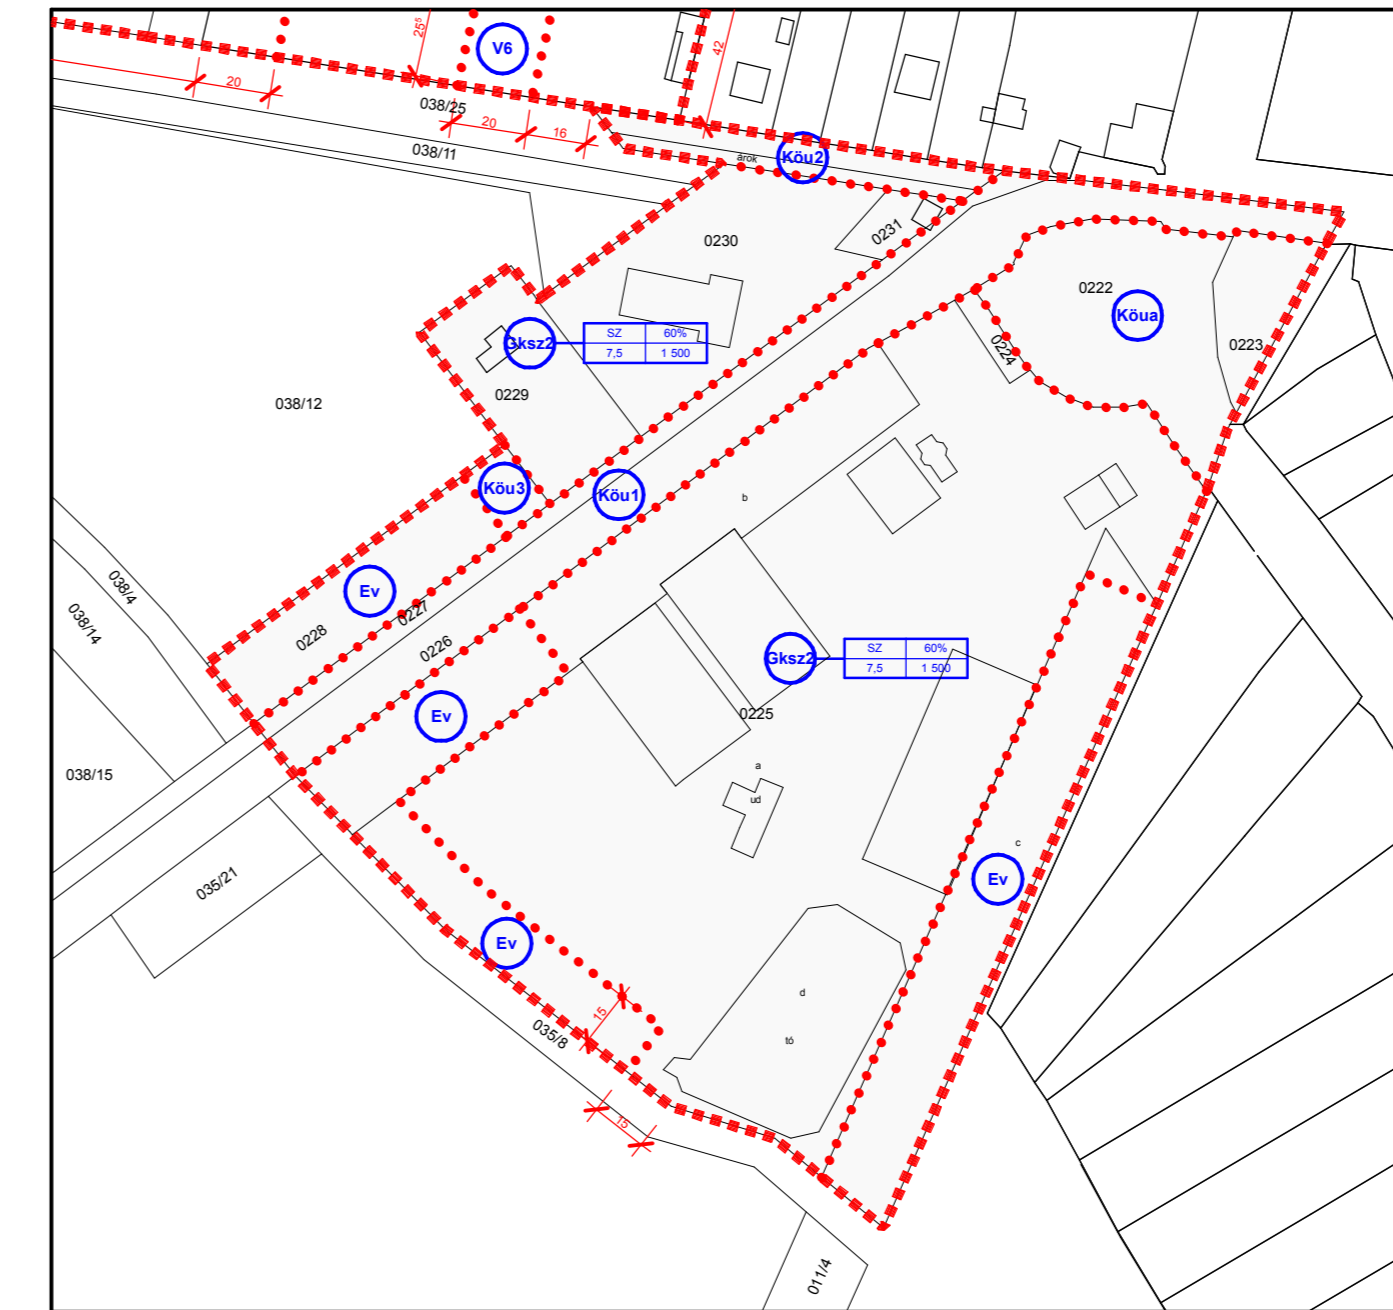 V6
25⁵
42
20
038/25
20
16
038/11
árok
Köu2
0230
0231
0222
Köua
0223
0224
Gksz2
SZ 60%
7,5 1 500
0229
038/12
Köu3
Köu1
b
038/4
038/14
Ev
0228
0227
0226
Gksz2
SZ 60%
7,5 1 500
0225
Ev
038/15
a
ud
c
Ev
035/21
Ev
d
15
035/8
tó
15
011/4